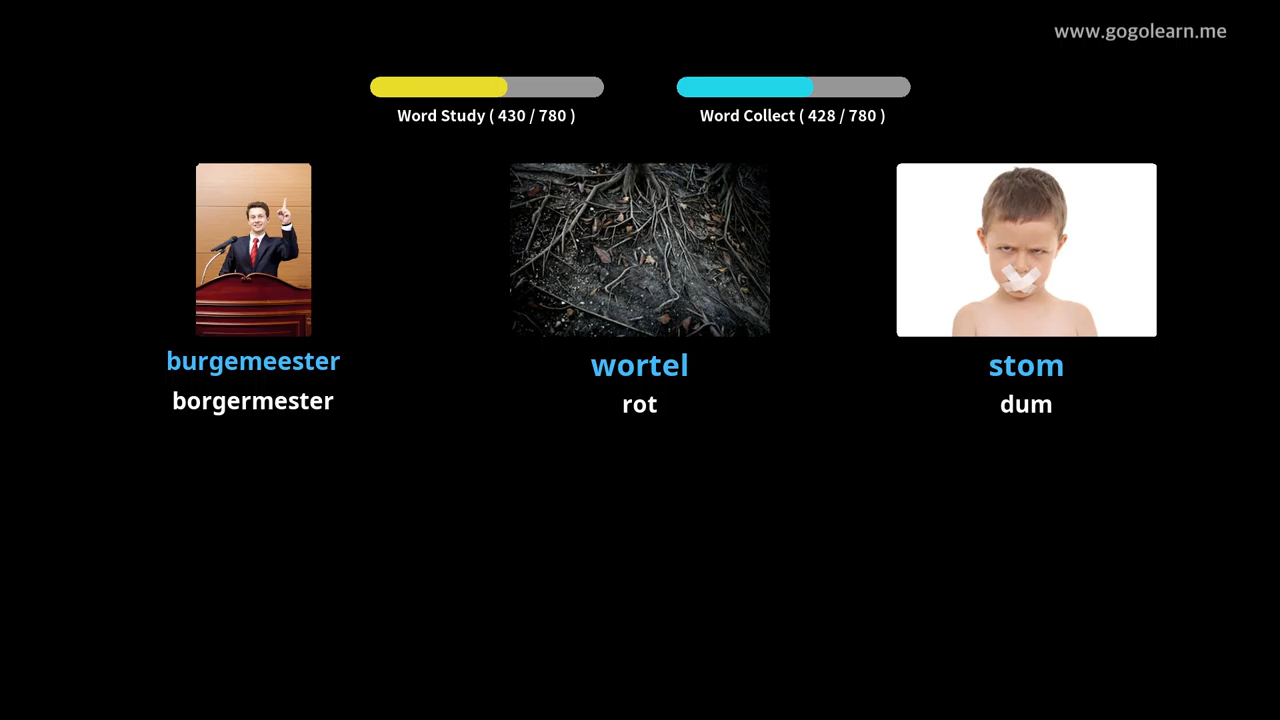 www.gogolearn.me
Word Study ( 430 / 780 )
Word Collect ( 428 / 780 )
burgemeester
borgermester
wortel
rot
stom
dum